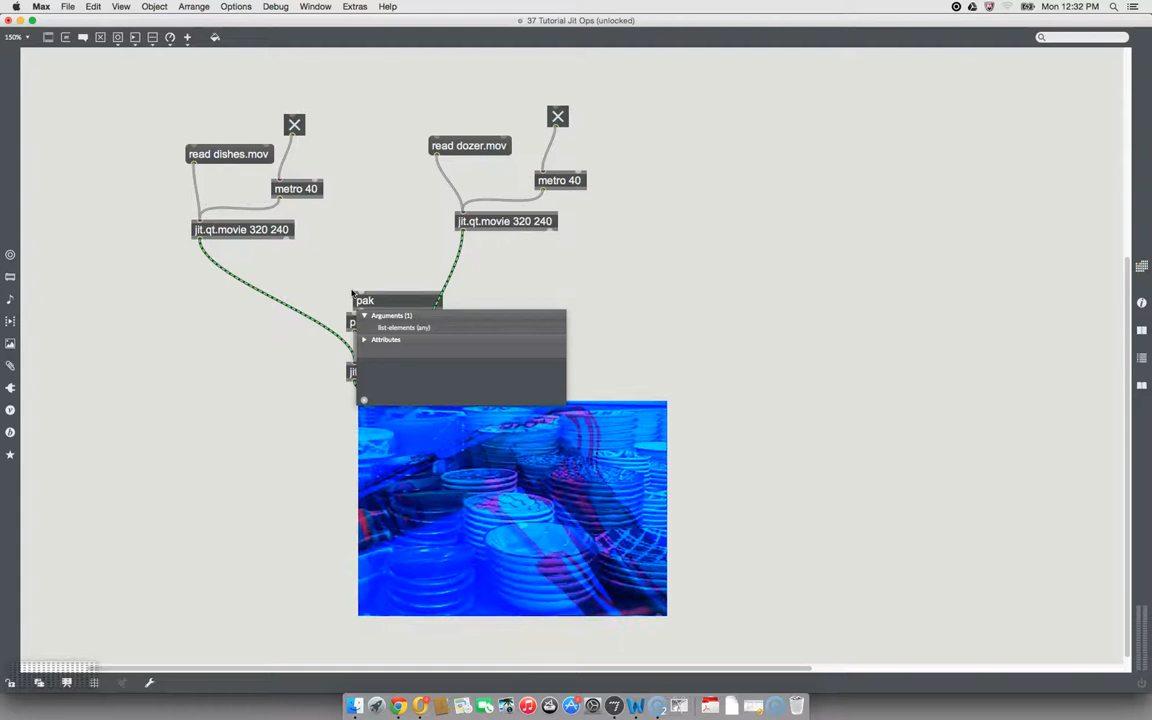 Max File Edit View Object Arrange Options Debug Window Extras Help
Mon 12:32 PM
37 Tutorial Jit Ops (unlocked)
150%
read dishes.mov
read dozer.mov
metro 40
metro 40
jit.qt.movie 320 240
jit.qt.movie 320 240
pak
Arguments (1)
list-elements (any)
Attributes